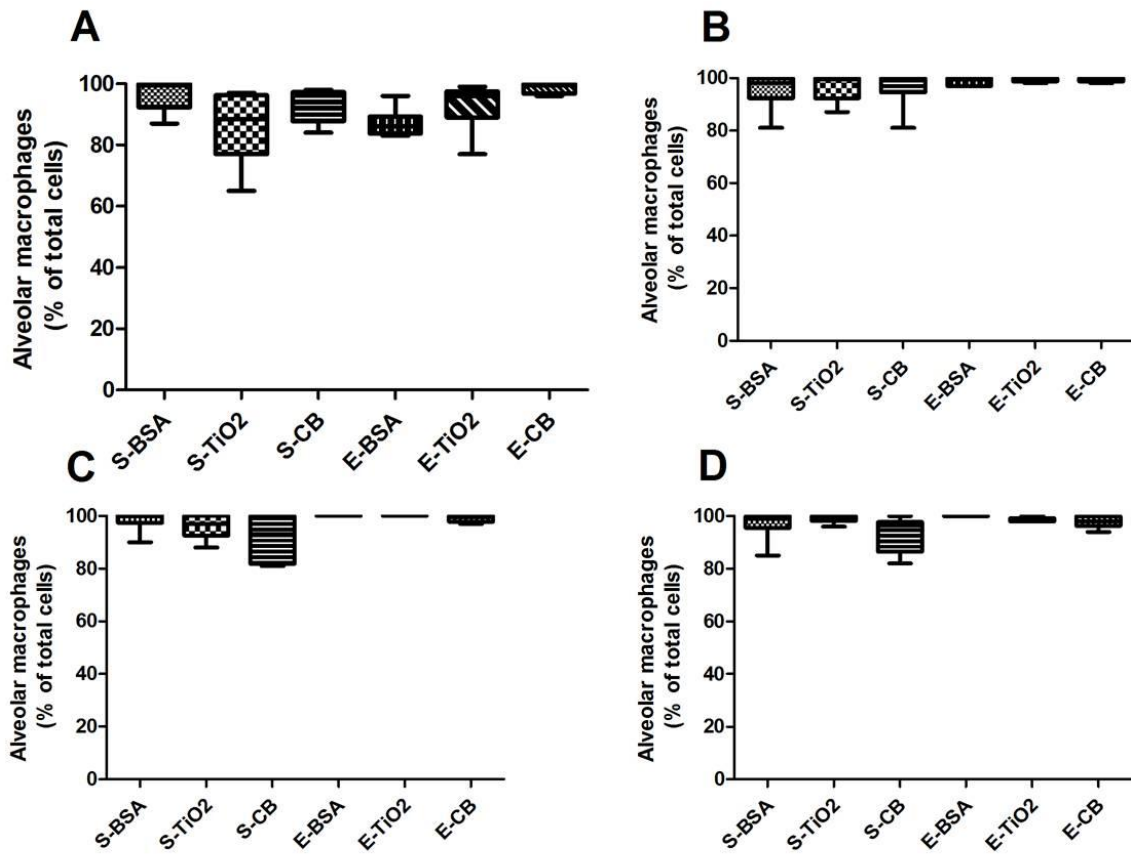 A
Alveolar macrophages
(% of total cells)
100
80
60
40
20
0
S-BSA
S-TiO2
S-CB
E-BSA
E-TiO2
E-CB
B
Alveolar macrophages
(% of total cells)
100
80
60
40
20
0
S-BSA
S-TiO2
S-CB
E-BSA
E-TiO2
E-CB
C
Alveolar macrophages
(% of total cells)
100
80
60
40
20
0
S-BSA
S-TiO2
S-CB
E-BSA
E-TiO2
E-CB
D
Alveolar macrophages
(% of total cells)
100
80
60
40
20
0
S-BSA
S-TiO2
S-CB
E-BSA
E-TiO2
E-CB